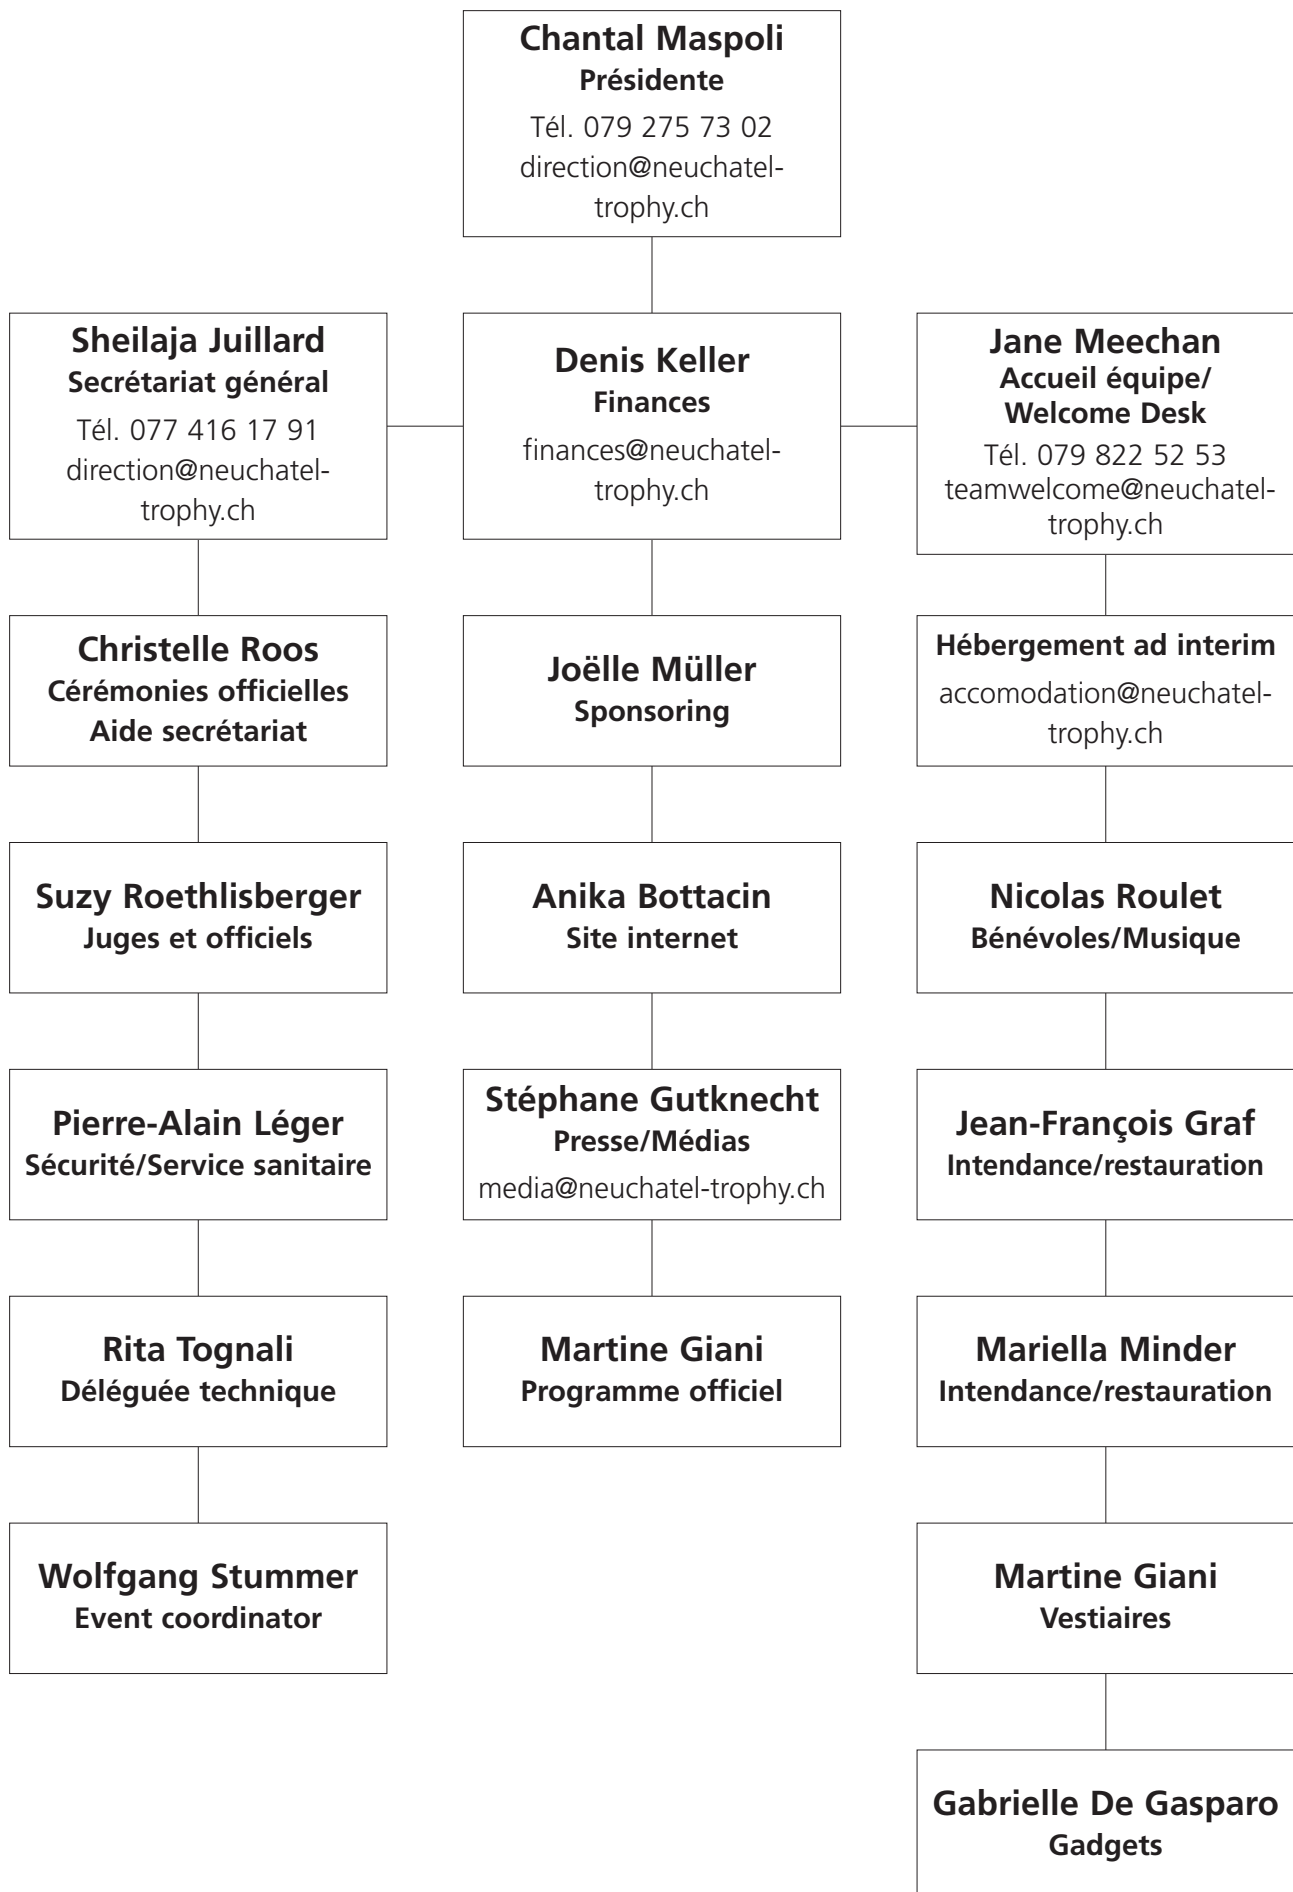 Chantal Maspoli
Présidente
Tél. 079 275 73 02
direction@neuchatel-
trophy.ch
Sheilaja Juillard
Secrétariat général
Tél. 077 416 17 91
direction@neuchatel-
trophy.ch
Denis Keller
Finances
finances@neuchatel-
trophy.ch
Jane Meechan
Accueil équipe/
Welcome Desk
Tél. 079 822 52 53
teamwelcome@neuchatel-
trophy.ch
Christelle Roos
Cérémonies officielles
Aide secrétariat
Joëlle Müller
Sponsoring
Hébergement ad interim
accomodation@neuchatel-
trophy.ch
Suzy Roethlisberger
Juges et officiels
Anika Bottacin
Site internet
Nicolas Roulet
Bénévoles/Musique
Pierre-Alain Léger
Sécurité/Service sanitaire
Stéphane Gutknecht
Presse/Médias
media@neuchatel-trophy.ch
Jean-François Graf
Intendance/restauration
Rita Tognali
Déléguée technique
Martine Giani
Programme officiel
Mariella Minder
Intendance/restauration
Wolfgang Stummer
Event coordinator
Martine Giani
Vestiaires
Gabrielle De Gasparo
Gadgets